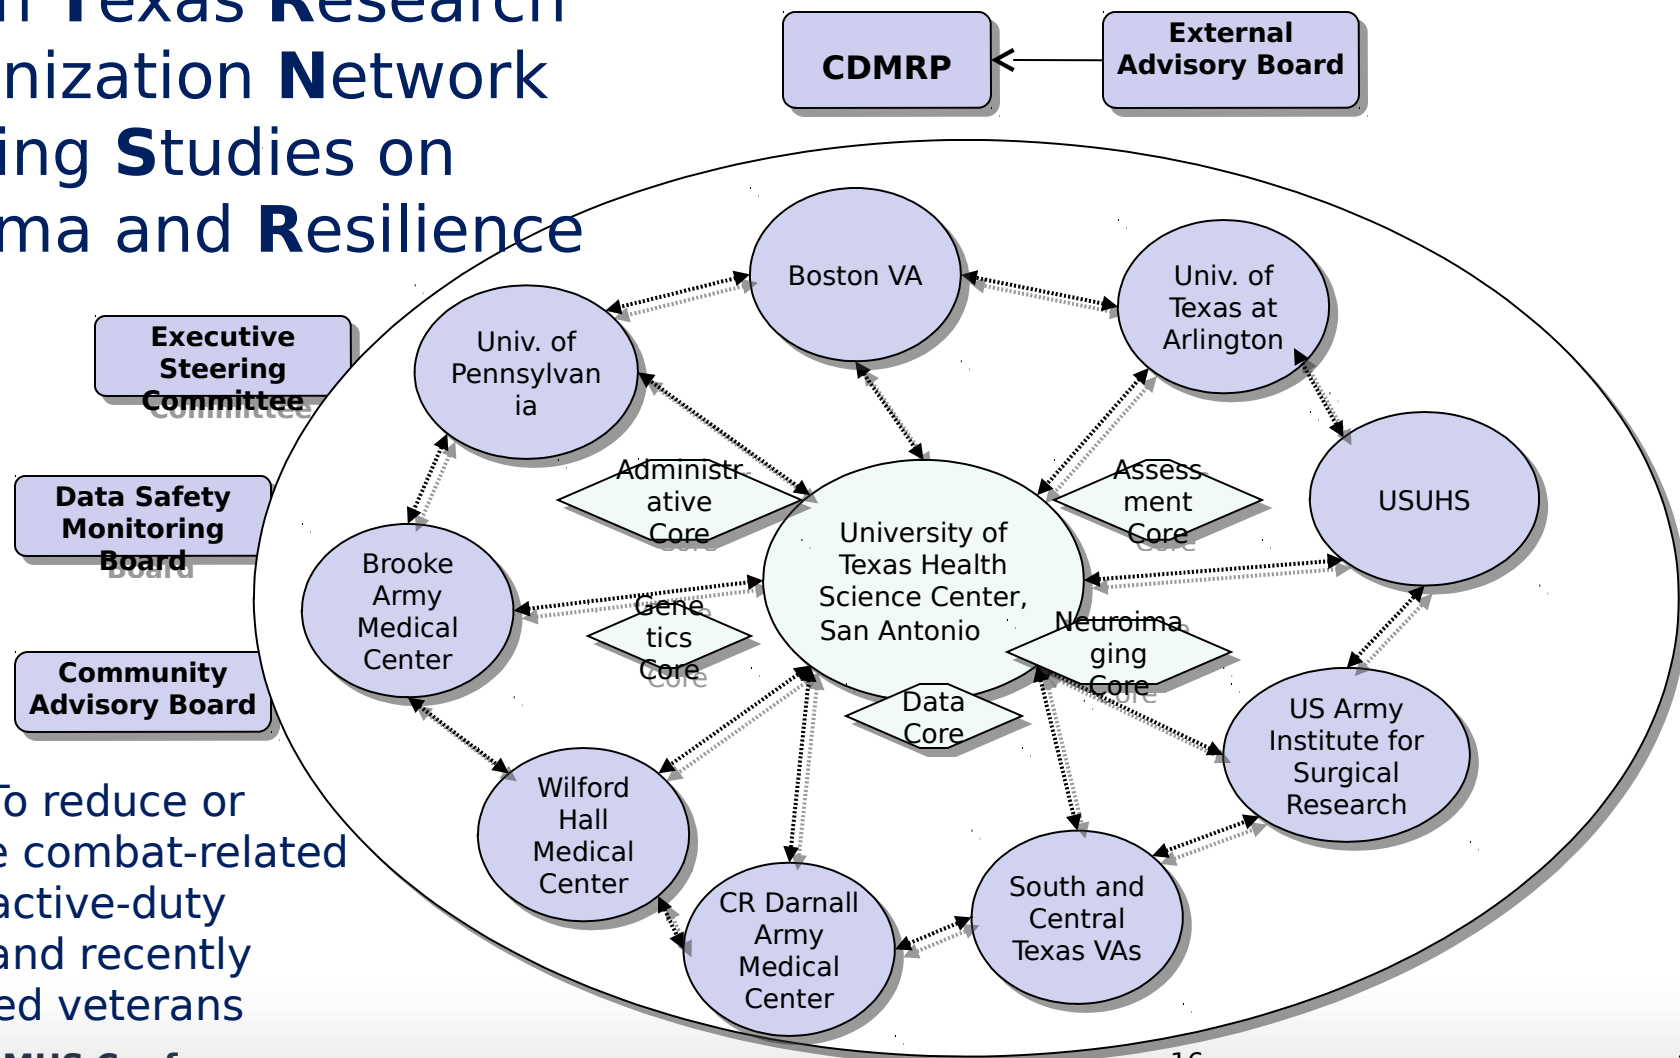 Texas Research
nization Network
ing Studies on
ma and Resilience
CDMRP
External
Advisory Board
Boston VA
Univ. of
Texas at
Arlington
Univ. of
Pennsylvan
ia
Executive
Steering
Committee
Administr
ative
Core
Assess
ment
Core
USUHS
Data Safety
Monitoring
Board
University of
Texas Health
Science Center,
San Antonio
Brooke
Army
Medical
Center
Gene
tics
Core
Neuroima
ging
Core
Community
Advisory Board
Data
Core
US Army
Institute for
Surgical
Research
Wilford
Hall
Medical
Center
CR Darnall
Army
Medical
Center
South and
Central
Texas VAs
To reduce or
e combat-related
active-duty
and recently
ed veterans
MHS Conf
16